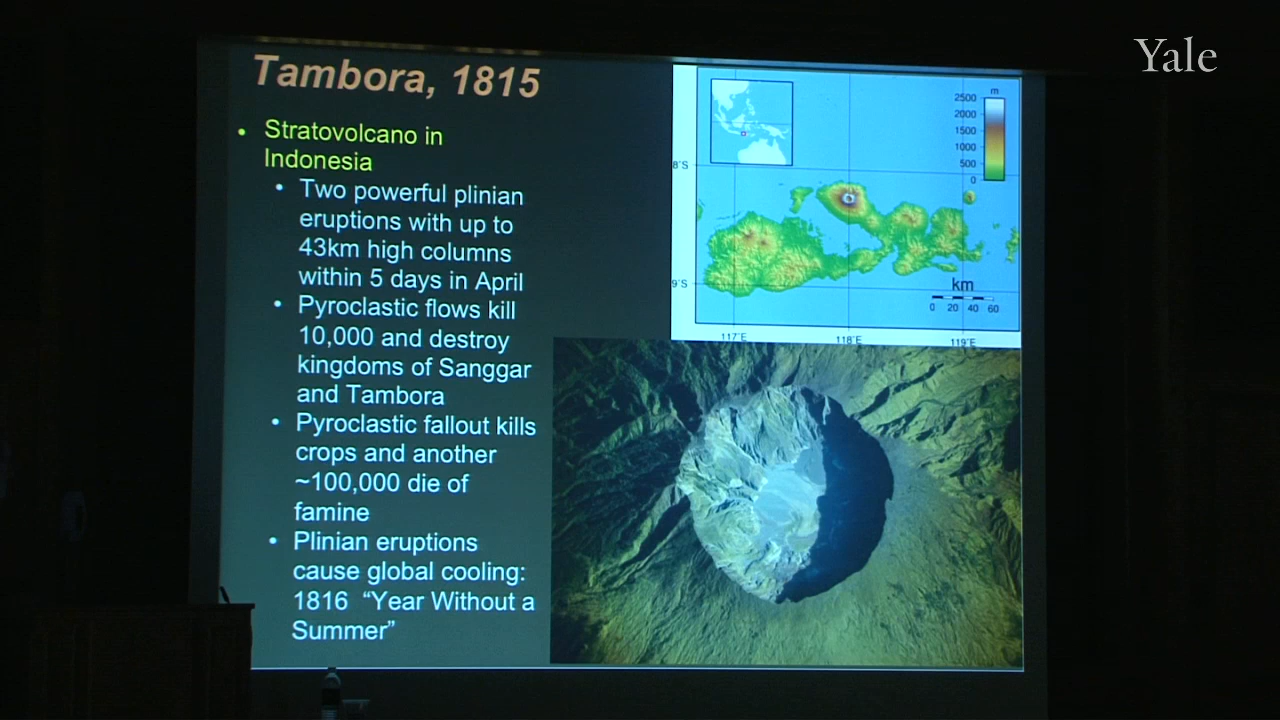 Yale
Tambora, 1815
• Stratovolcano in
Indonesia
• Two powerful plinian
eruptions with up to
43km high columns
within 5 days in April
• Pyroclastic flows kill
10,000 and destroy
kingdoms of Sanggar
and Tambora
• Pyroclastic fallout kills
crops and another
~100,000 die of
famine
• Plinian eruptions
cause global cooling:
1816 “Year Without a
Summer”
m
2500
2000
1500
1000
500
0
8°S
9°S
km
0 20 40 60
117°E 118°E 119°E